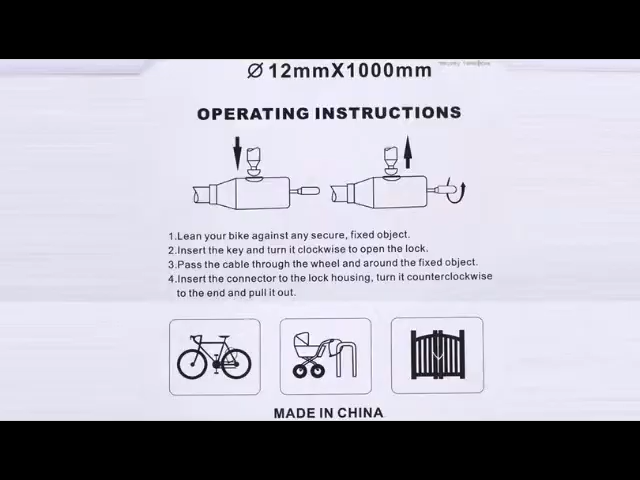 Ø 12mmX1000mm
OPERATING INSTRUCTIONS
1.Lean your bike against any secure, fixed object.
2.Insert the key and turn it clockwise to open the lock.
3.Pass the cable through the wheel and around the fixed object.
4.Insert the connector to the lock housing, turn it counterclockwise
to the end and pull it out.
MADE IN CHINA